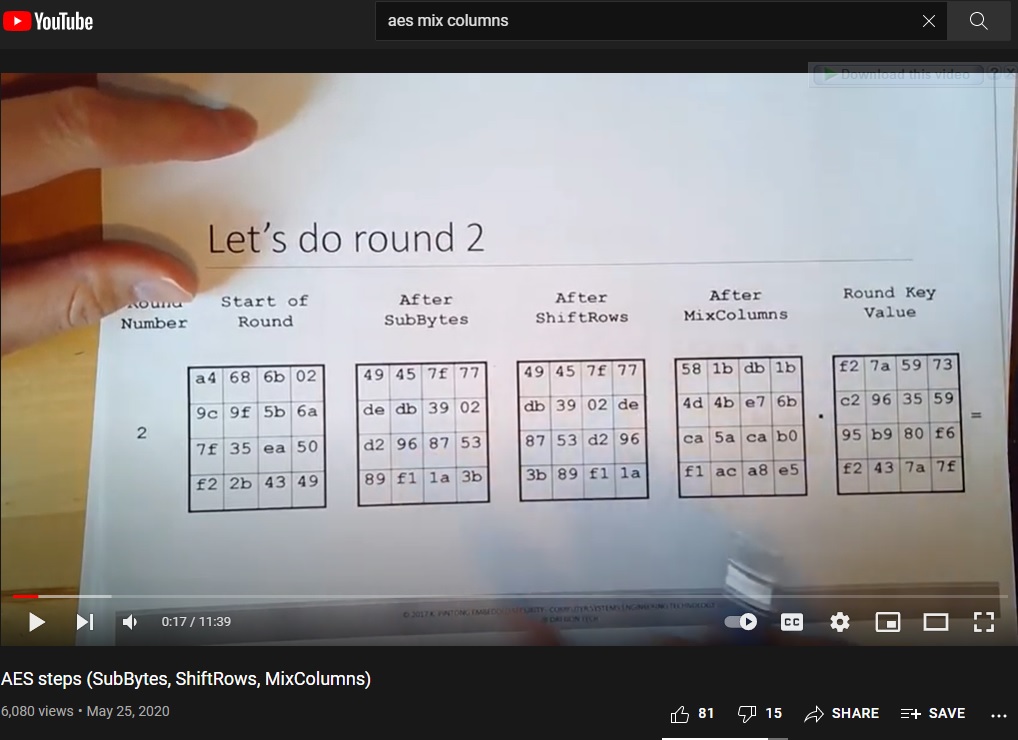 YouTube
aes mix columns
Download this video
Let's do round 2
Round Number
Start of Round
After SubBytes
After ShiftRows
After MixColumns
Round Key Value
2
a4 68 6b 02
9c 9f 5b 6a
7f 35 ea 50
f2 2b 43 49
49 45 7f 77
de db 39 02
d2 96 87 53
89 f1 1a 3b
49 45 7f 77
db 39 02 de
87 53 d2 96
3b 89 f1 1a
58 1b db 1b
4d 4b e7 6b
ca 5a ca b0
f1 ac a8 e5
·
f2 7a 59 73
c2 96 35 59
95 b9 80 f6
f2 43 7a 7f
=
0:17 / 11:39
CC
AES steps (SubBytes, ShiftRows, MixColumns)
6,080 views • May 25, 2020
81
15
SHARE
SAVE